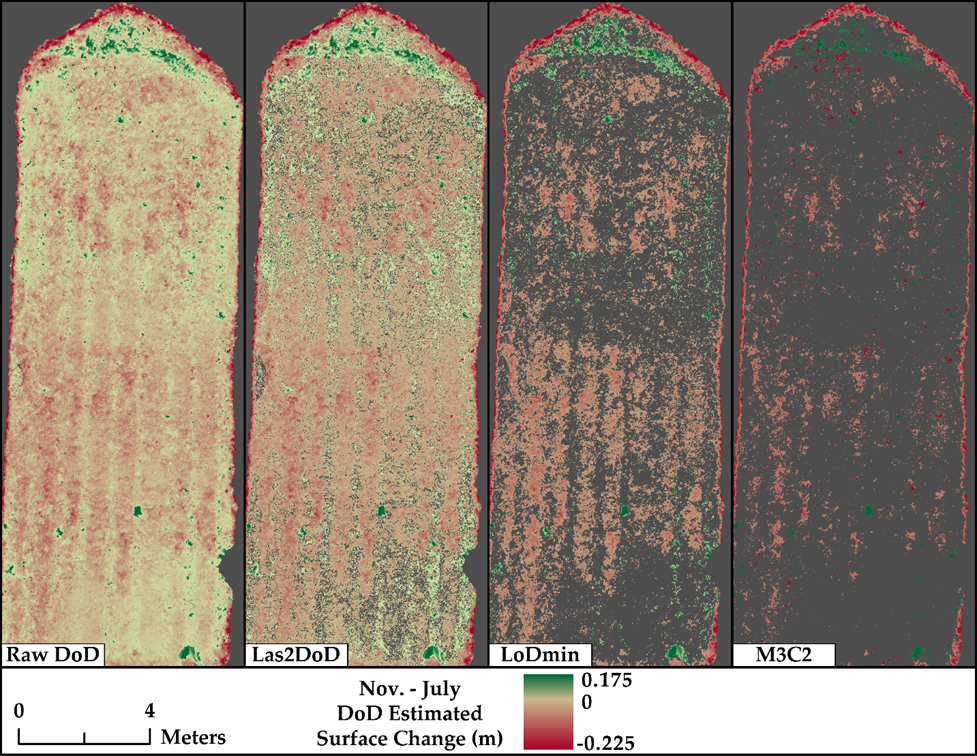 Raw DoD
Las2DoD
LoDmin
M3C2
0 4
Meters
Nov. - July
DoD Estimated
Surface Change (m)
0.175
0
-0.225